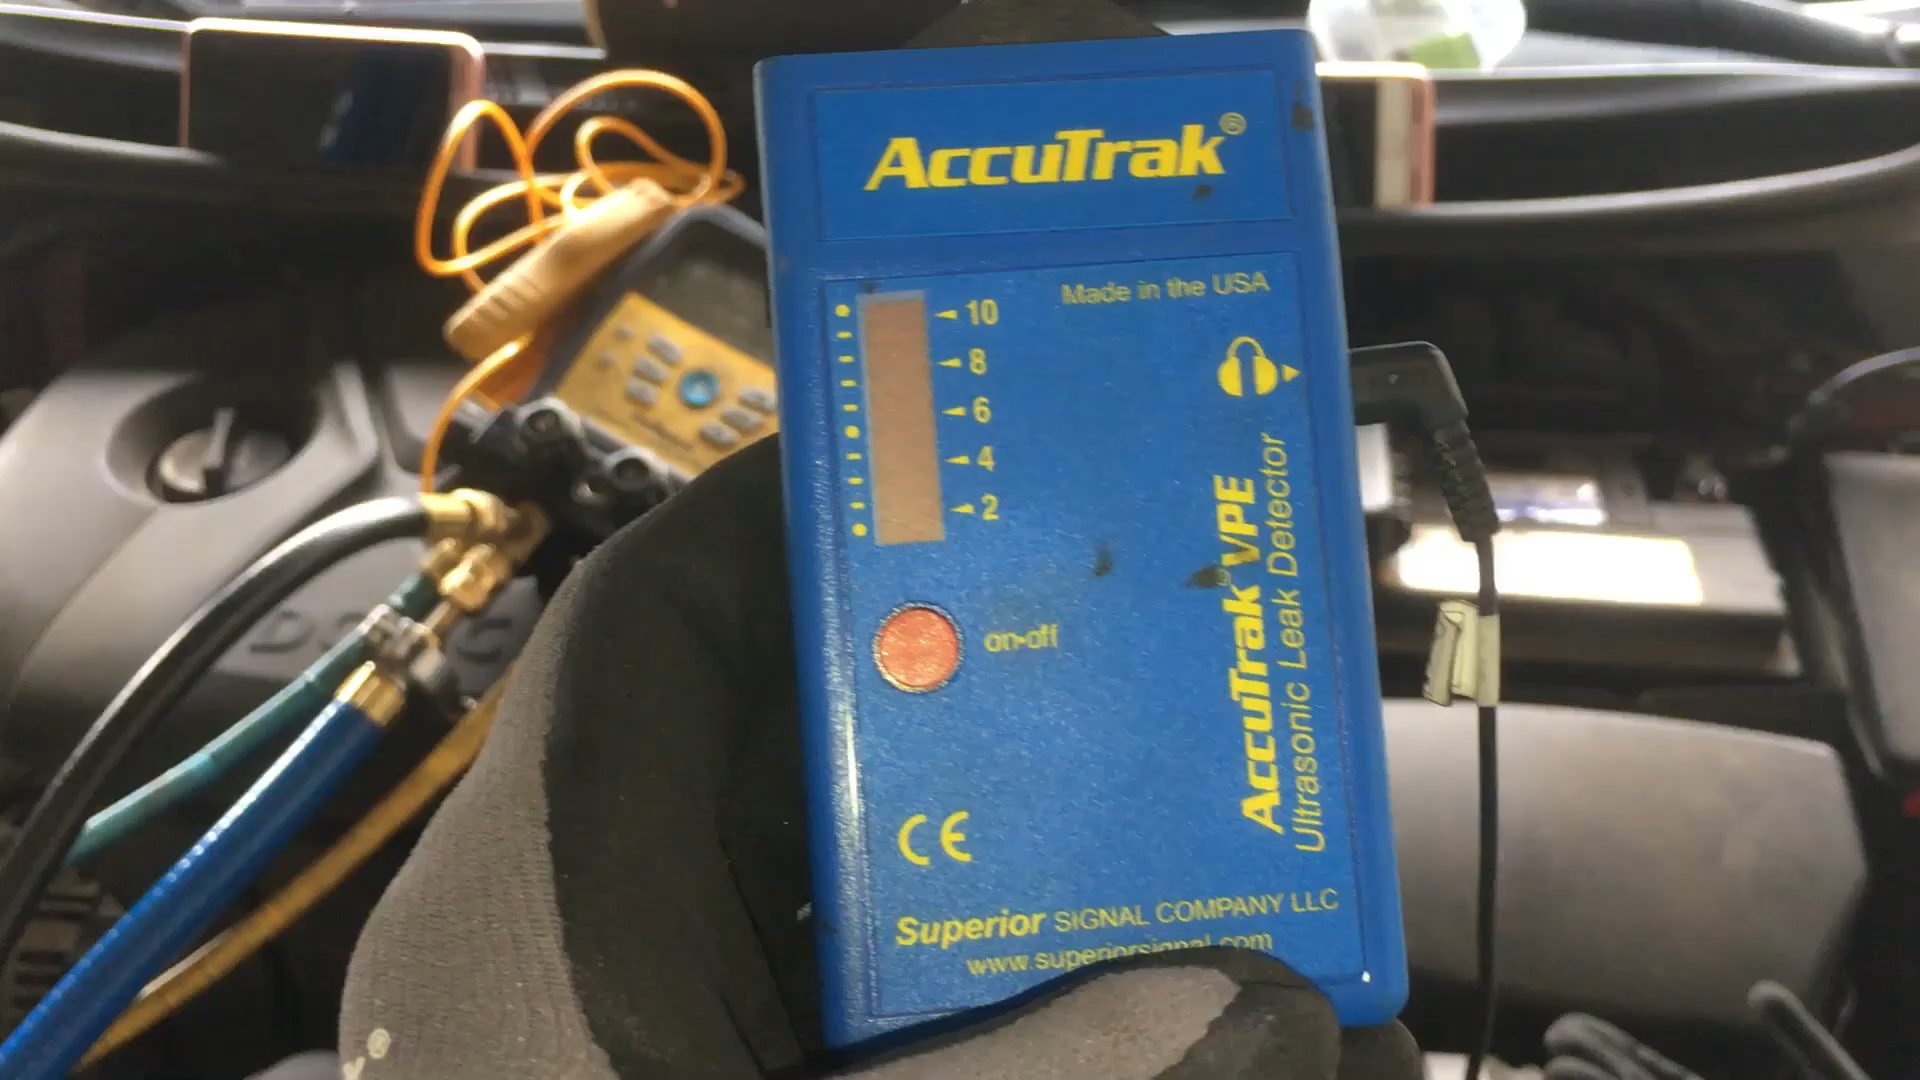 AccuTrak®
Made in the USA
10
8
6
4
2
on-off
AccuTrak® VPE
Ultrasonic Leak Detector
CE
Superior SIGNAL COMPANY LLC
www.superiorsignal.com